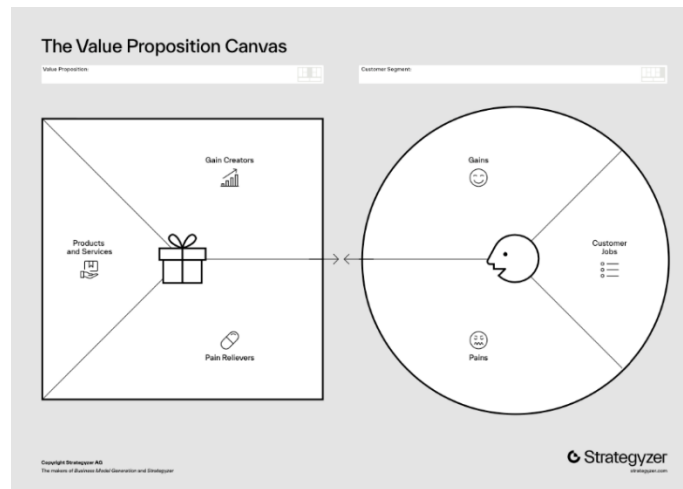 The Value Proposition Canvas
Value Proposition:
Customer Segment:
Gain Creators
Gains
Products
and Services
Customer
Jobs
Pain Relievers
Pains
Copyright Strategyzer AG
The makers of Business Model Generation and Strategyzer
Strategyzer
strategyzer.com